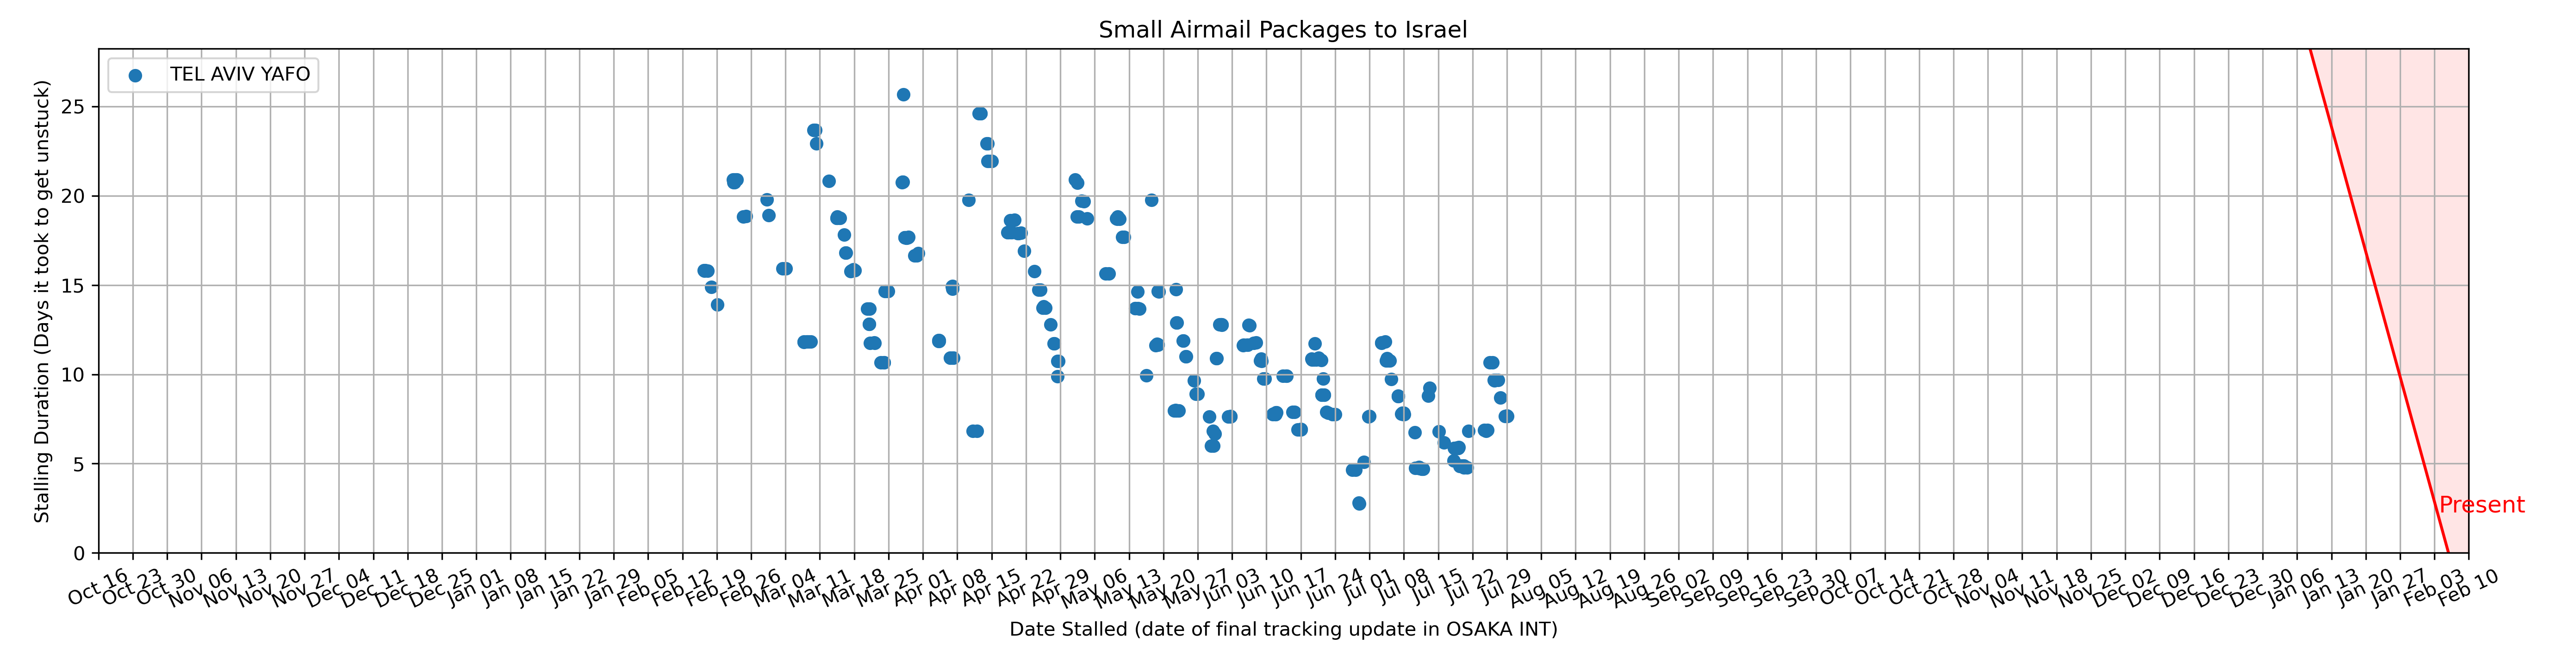 Small Airmail Packages to Israel
TEL AVIV YAFO
Stalling Duration (Days it took to get unstuck)
25
20
15
10
5
0
Present
Oct 16
Oct 23
Oct 30
Nov 06
Nov 13
Nov 20
Nov 27
Dec 04
Dec 11
Dec 18
Dec 25
Jan 01
Jan 08
Jan 15
Jan 22
Jan 29
Feb 05
Feb 12
Feb 19
Feb 26
Mar 04
Mar 11
Mar 18
Mar 25
Apr 01
Apr 08
Apr 15
Apr 22
Apr 29
May 06
May 13
May 20
May 27
Jun 03
Jun 10
Jun 17
Jun 24
Jul 01
Jul 08
Jul 15
Jul 22
Jul 29
Aug 05
Aug 12
Aug 19
Aug 26
Sep 02
Sep 09
Sep 16
Sep 23
Sep 30
Oct 07
Oct 14
Oct 21
Oct 28
Nov 04
Nov 11
Nov 18
Nov 25
Dec 02
Dec 09
Dec 16
Dec 23
Dec 30
Jan 06
Jan 13
Jan 20
Jan 27
Feb 03
Feb 10
Date Stalled (date of final tracking update in OSAKA INT)